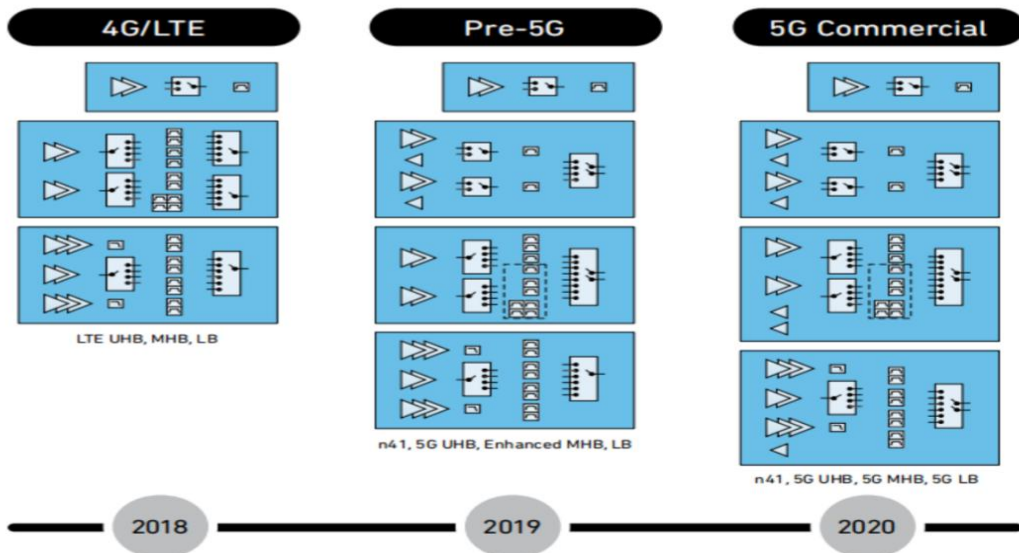 4G/LTE
Pre-5G
5G Commercial
LTE UHB, MHB, LB
n41, 5G UHB, Enhanced MHB, LB
n41, 5G UHB, 5G MHB, 5G LB
2018
2019
2020